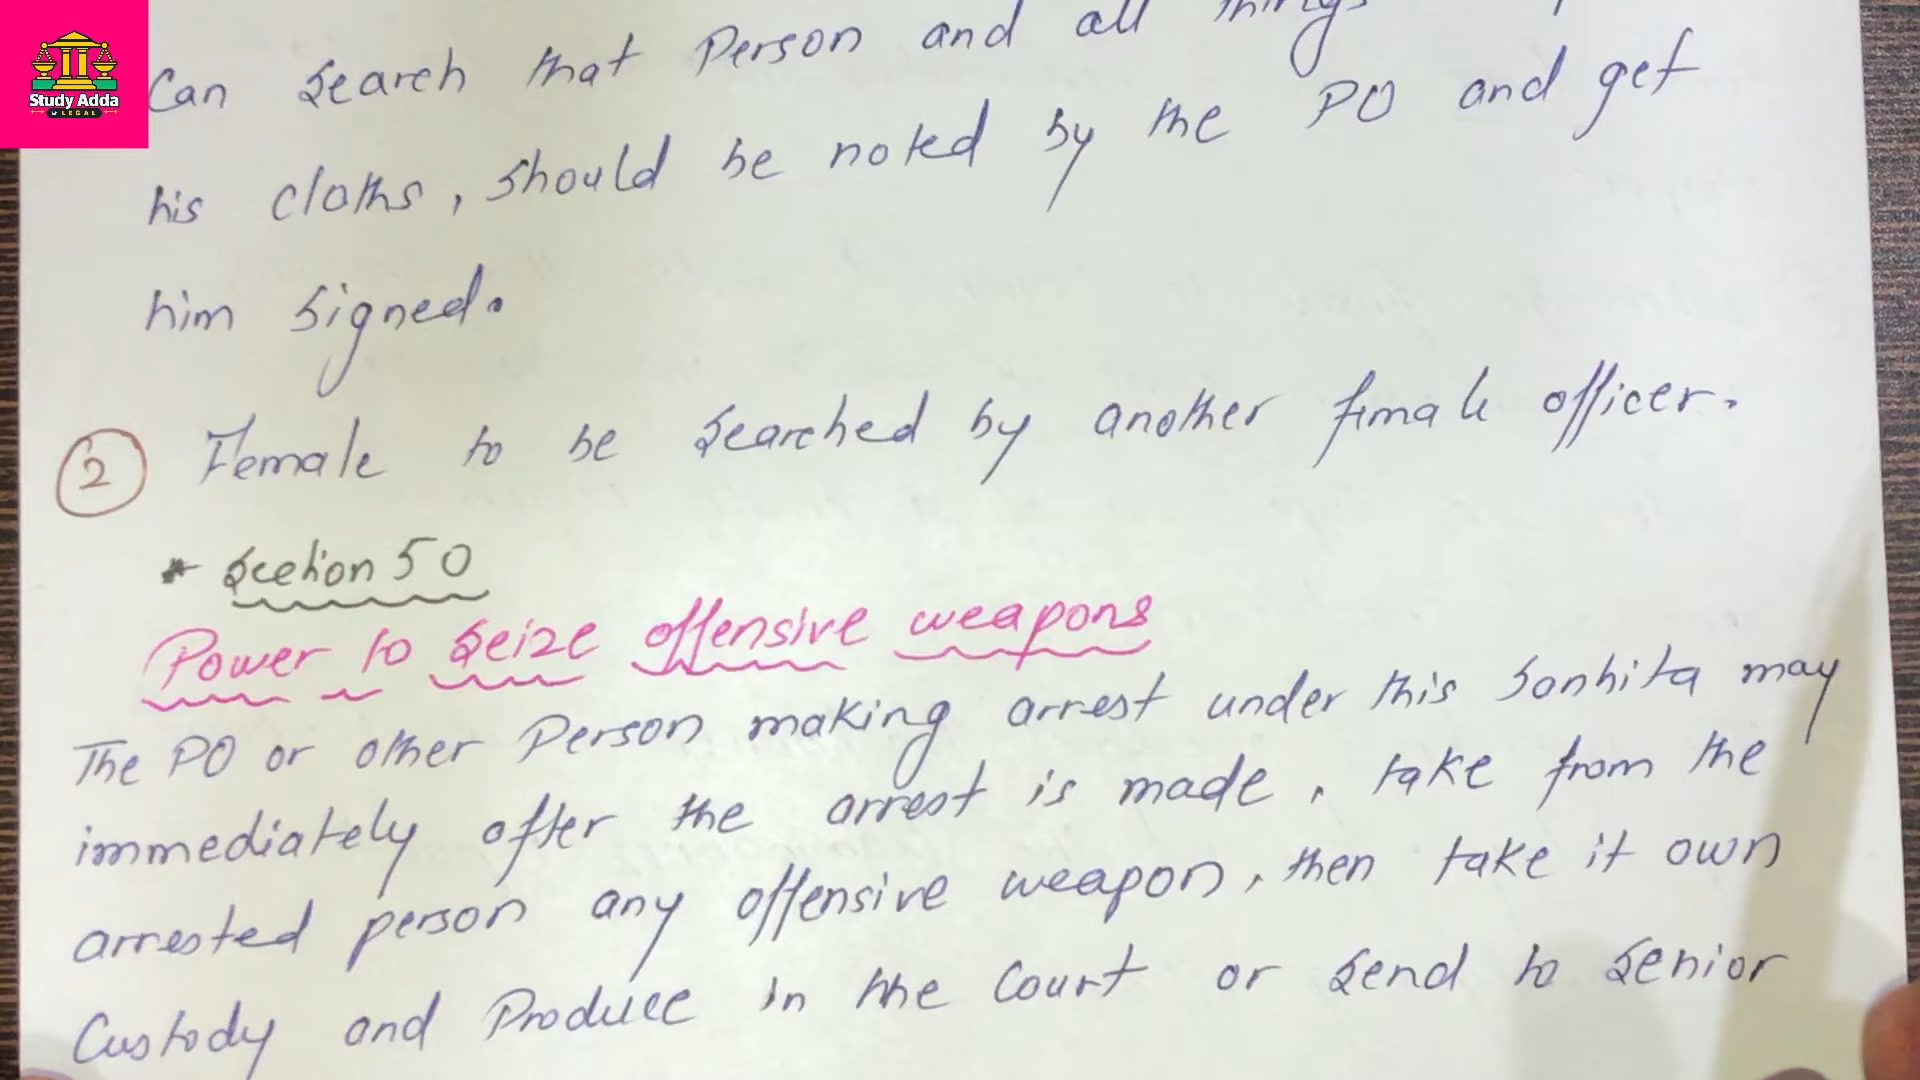 Study Adda
LEGAL
Can search that Person and all things
his cloths, should be noted by the PO and get
him signed.
2 Female to be searched by another female officer.
* Section 50
Power to seize offensive weapons
The PO or other Person making arrest under this Sanhita may
immediately after the arrest is made, take from the
arrested person any offensive weapon, then take it own
Custody and Produce in the Court or send to senior